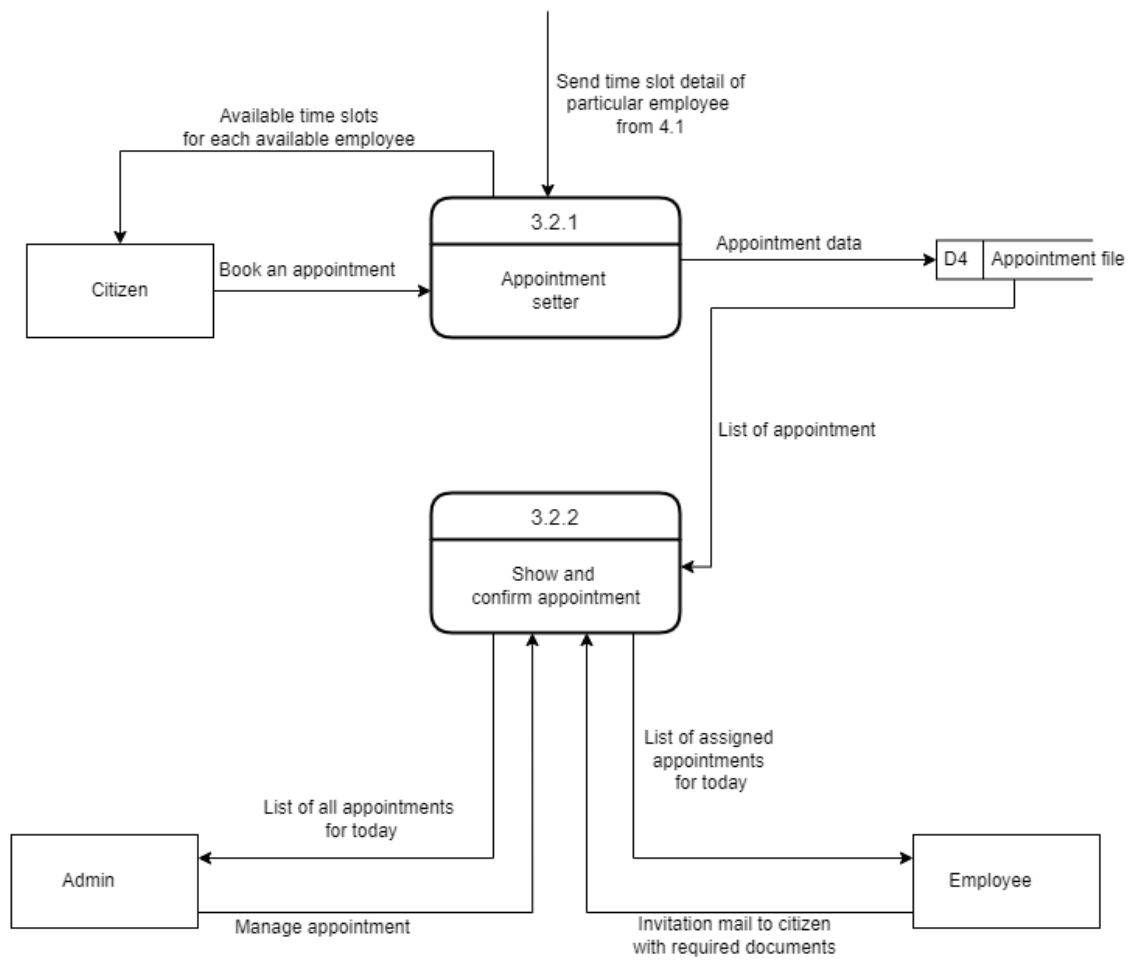 Send time slot detail of
particular employee
from 4.1
Available time slots
for each available employee
3.2.1
Appointment
setter
Appointment data
D4
Appointment file
Citizen
Book an appointment
List of appointment
3.2.2
Show and
confirm appointment
List of assigned
appointments
for today
List of all appointments
for today
Admin
Employee
Manage appointment
Invitation mail to citizen
with required documents